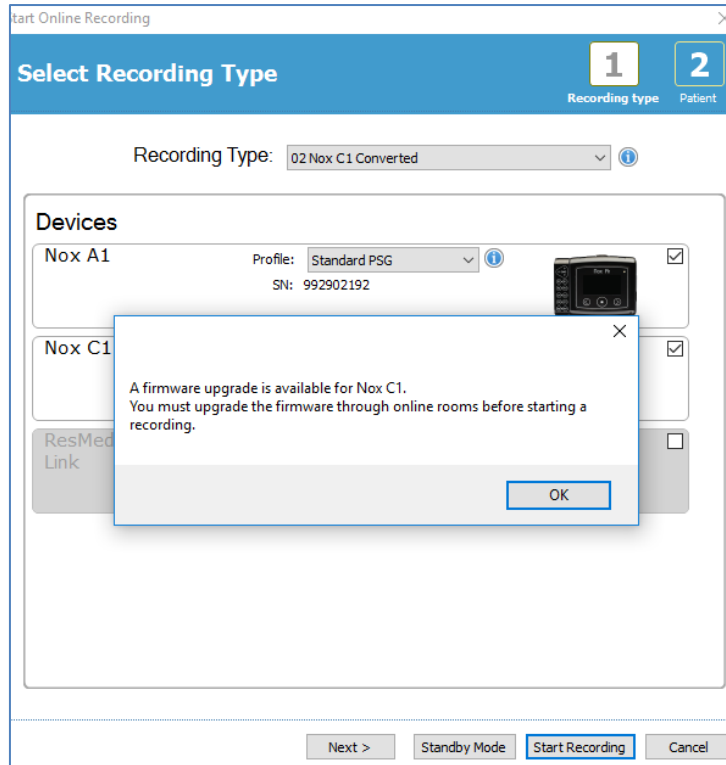 tart Online Recording
Select Recording Type
1
Recording type
2
Patient
Recording Type: 02 Nox C1 Converted
Devices
Nox A1
Profile: Standard PSG
SN: 992902192
Nox C1
A firmware upgrade is available for Nox C1.
You must upgrade the firmware through online rooms before starting a
recording.
OK
ResMed
Link
Next >
Standby Mode
Start Recording
Cancel